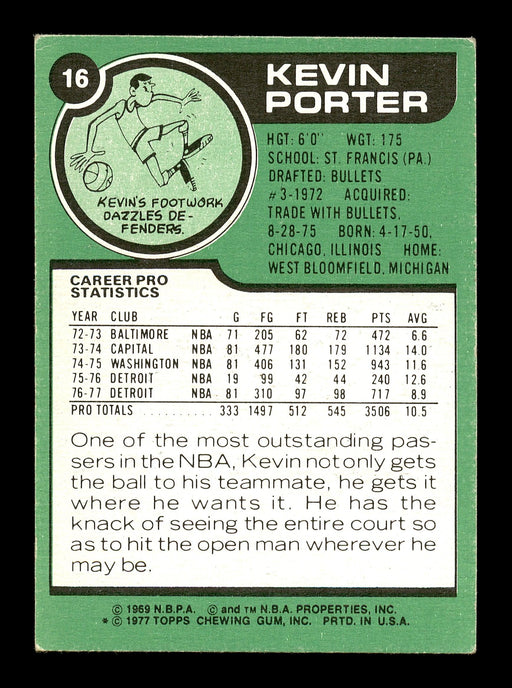 16
KEVIN
PORTER
KEVIN'S FOOTWORK
DAZZLES DE-
FENDERS.
HGT: 6'0" WGT: 175
SCHOOL: ST. FRANCIS (PA.)
DRAFTED: BULLETS
#3-1972 ACQUIRED:
TRADE WITH BULLETS,
8-28-75 BORN: 4-17-50,
CHICAGO, ILLINOIS HOME:
WEST BLOOMFIELD, MICHIGAN
CAREER PRO
STATISTICS
YEAR CLUB G FG FT REB PTS AVG
72-73 BALTIMORE NBA 71 205 62 72 472 6.6
73-74 CAPITAL NBA 81 477 180 179 1134 14.0
74-75 WASHINGTON NBA 81 406 131 152 943 11.6
75-76 DETROIT NBA 19 99 42 44 240 12.6
76-77 DETROIT NBA 81 310 97 98 717 8.9
PRO TOTALS .......... 333 1497 512 545 3506 10.5
One of the most outstanding pas-
sers in the NBA, Kevin not only gets
the ball to his teammate, he gets it
where he wants it. He has the
knack of seeing the entire court so
as to hit the open man wherever he
may be.
© 1969 N.B.P.A. © and TM N.B.A. PROPERTIES, INC.
* © 1977 TOPPS CHEWING GUM, INC. PRTD. IN U.S.A.